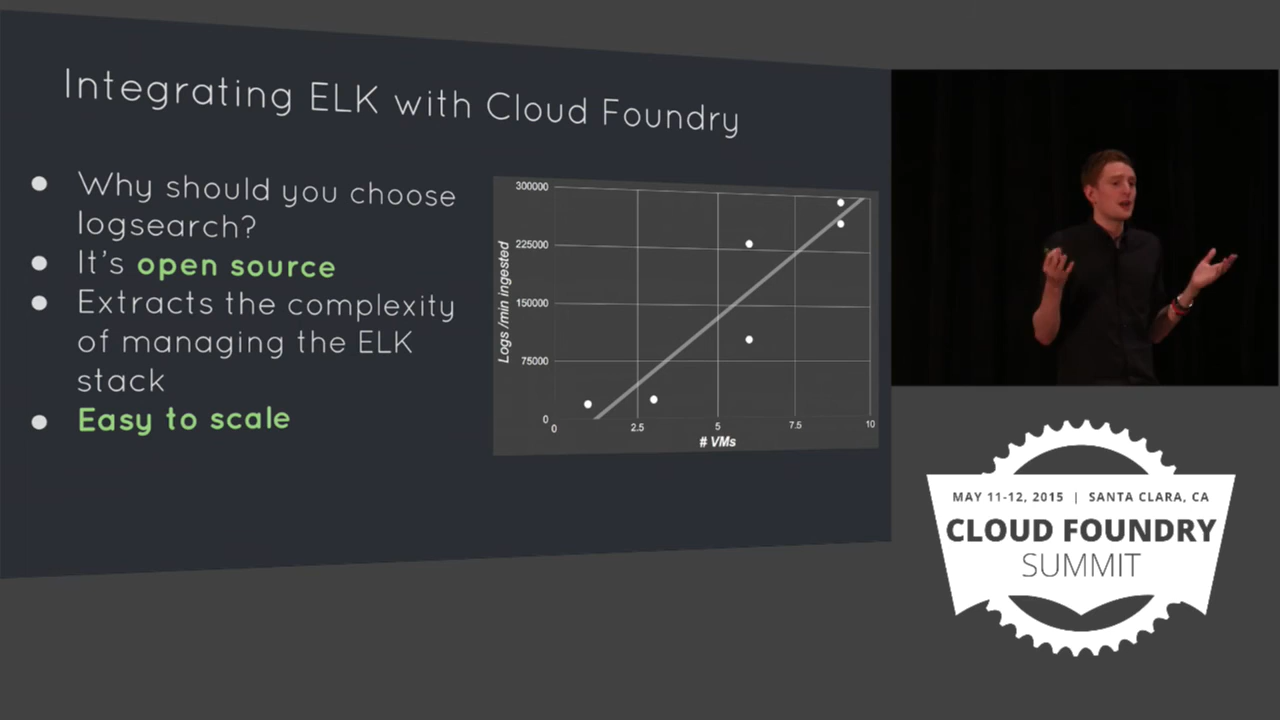 Integrating ELK with Cloud Foundry
● Why should you choose
logsearch?
● It's open source
● Extracts the complexity
of managing the ELK
stack
● Easy to scale
Logs /min ingested
300000
225000
150000
75000
0
0 2.5 5 7.5 10
# VMs
MAY 11-12, 2015 | SANTA CLARA, CA
CLOUD FOUNDRY
SUMMIT